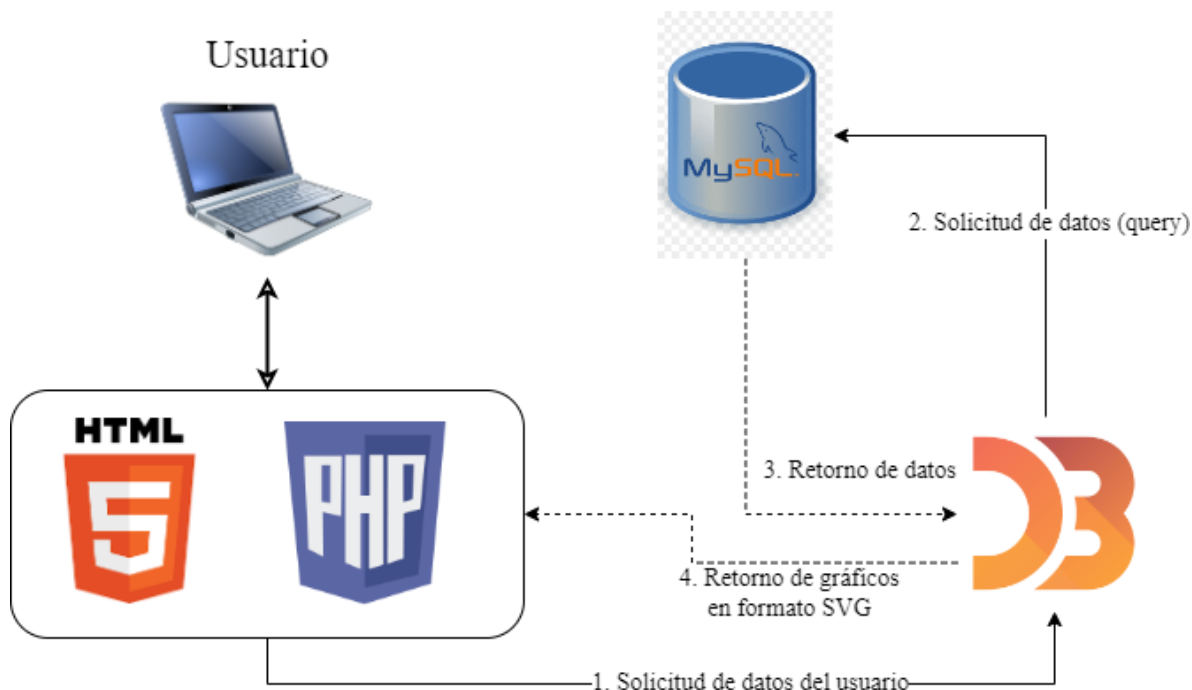 Usuario
MySQL
2. Solicitud de datos (query)
HTML
5
PHP
3. Retorno de datos
4. Retorno de gráficos
en formato SVG
1. Solicitud de datos del usuario